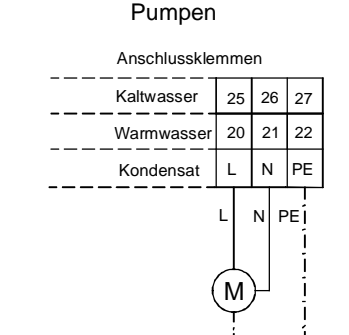 Pumpen
Anschlussklemmen
Kaltwasser 25 26 27
Warmwasser 20 21 22
Kondensat L N PE
L N PE
M